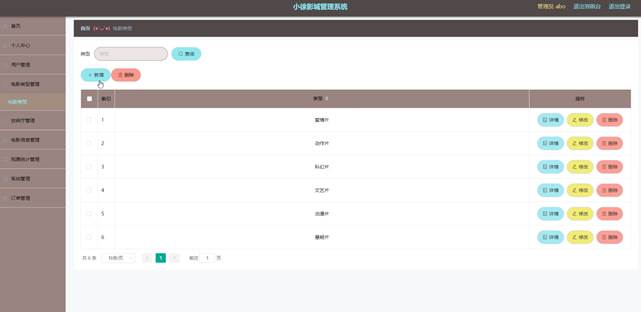 小徐影城管理系统
管理员 abo 退出到前台 退出登录
首页
个人中心
用户管理
电影类型管理
电影类型
放映厅管理
电影信息管理
系统管理
订单管理
首页 (●'◡'●) 电影类型
类型 类型 查询
+ 新增 删除
索引 类型 操作
1 爱情片 详情 修改 删除
2 动作片 详情 修改 删除
3 科幻片 详情 修改 删除
4 文艺片 详情 修改 删除
5 动漫片 详情 修改 删除
6 悬疑片 详情 修改 删除
共 6 条 10条/页 1 前往 1 页